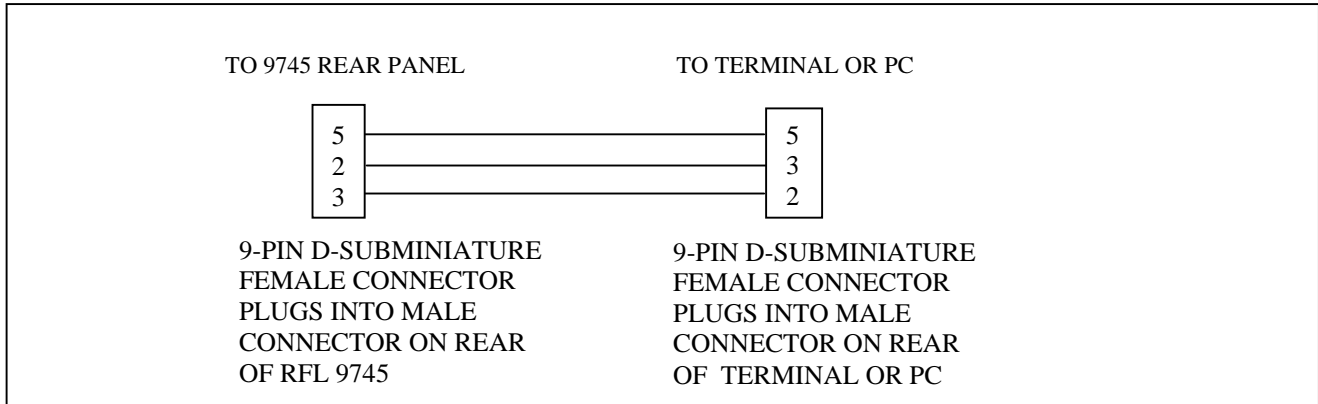 TO 9745 REAR PANEL
TO TERMINAL OR PC
5
2
3
5
3
2
9-PIN D-SUBMINIATURE
FEMALE CONNECTOR
PLUGS INTO MALE
CONNECTOR ON REAR
OF RFL 9745
9-PIN D-SUBMINIATURE
FEMALE CONNECTOR
PLUGS INTO MALE
CONNECTOR ON REAR
OF TERMINAL OR PC